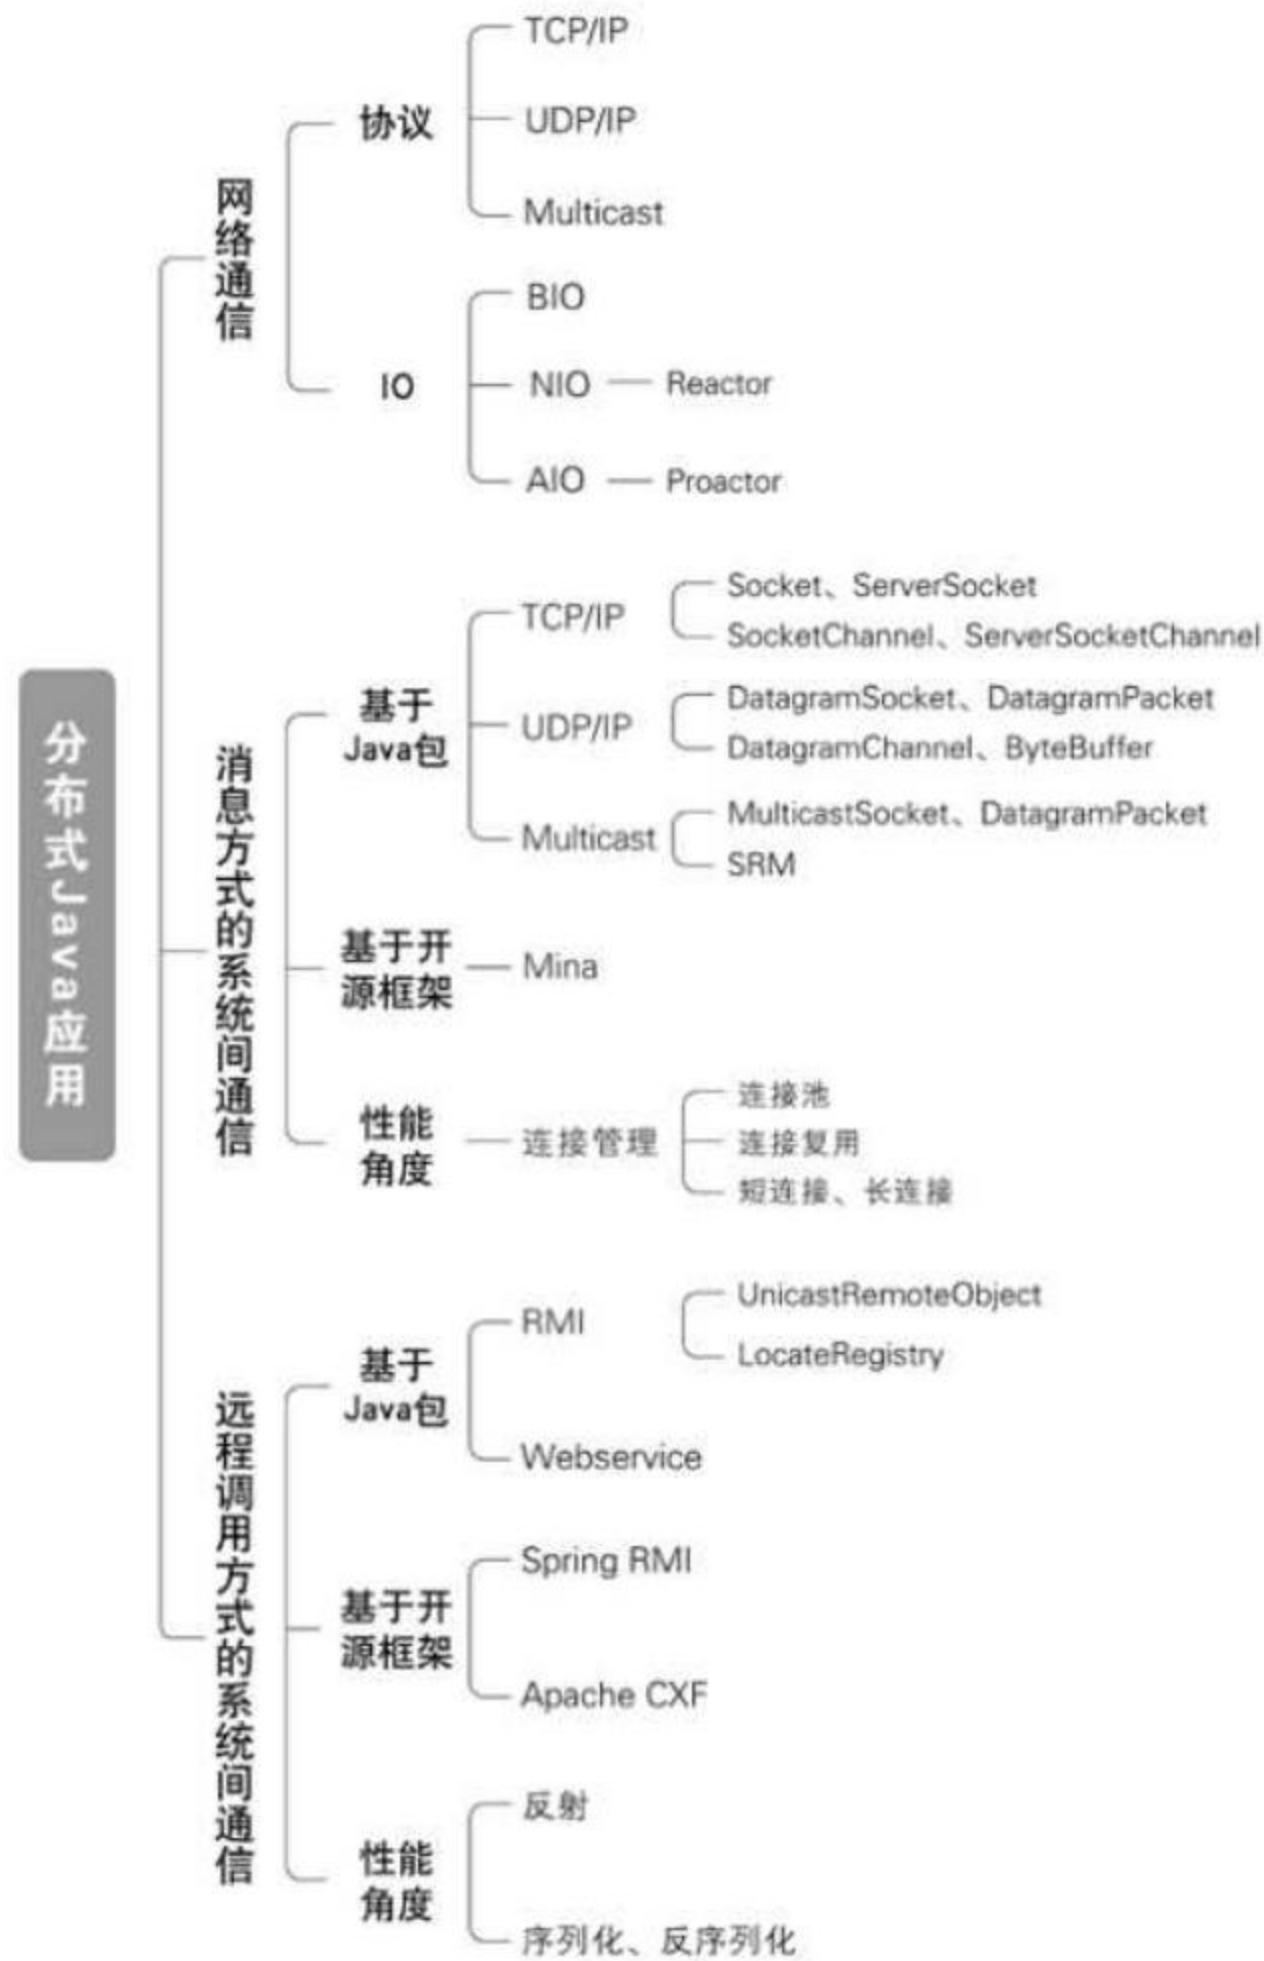 分布式Java应用
网络通信
协议
TCP/IP
UDP/IP
Multicast
IO
BIO
NIO
Reactor
AIO
Proactor
消息方式的系统间通信
基于
Java包
TCP/IP
Socket、ServerSocket
SocketChannel、ServerSocketChannel
UDP/IP
DatagramSocket、DatagramPacket
DatagramChannel、ByteBuffer
Multicast
MulticastSocket、DatagramPacket
SRM
基于开
源框架
Mina
性能
角度
连接管理
连接池
连接复用
短连接、长连接
远程调用方式的系统间通信
基于
Java包
RMI
UnicastRemoteObject
LocateRegistry
Webservice
基于开
源框架
Spring RMI
Apache CXF
性能
角度
反射
序列化、反序列化